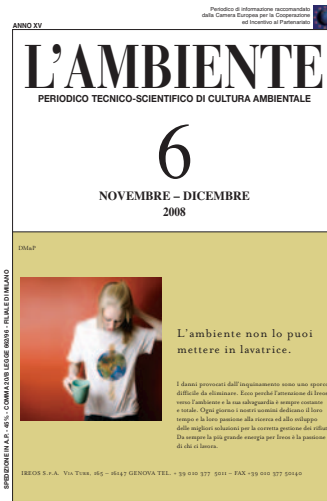 Periodico di informazione raccomandato
dalla Camera Europea per la Cooperazione
ed Incentivo al Partenariato
ANNO XV
L'AMBIENTE
PERIODICO TECNICO-SCIENTIFICO DI CULTURA AMBIENTALE
6
NOVEMBRE – DICEMBRE
2008
DM&P
L'ambiente non lo puoi
mettere in lavatrice.
I danni provocati dall'inquinamento sono uno sporco
difficile da eliminare. Ecco perché l'attenzione di Ireos
verso l'ambiente e la sua salvaguardia è sempre costante
e totale. Ogni giorno i nostri uomini dedicano il loro
tempo e la loro passione alla ricerca ed allo sviluppo
delle migliori soluzioni per la corretta gestione dei rifiuti.
Da sempre la più grande energia per Ireos è la passione
di chi ci lavora.
IREOS S.p.A. Via Tubr. 165 – 16147 GENOVA TEL. + 39 010 377 5011 – FAX +39 010 377 50140
SPEDIZIONE IN A.P. - 45% - COMMA 20/B LEGGE 662/96 - FILIALE DI MILANO